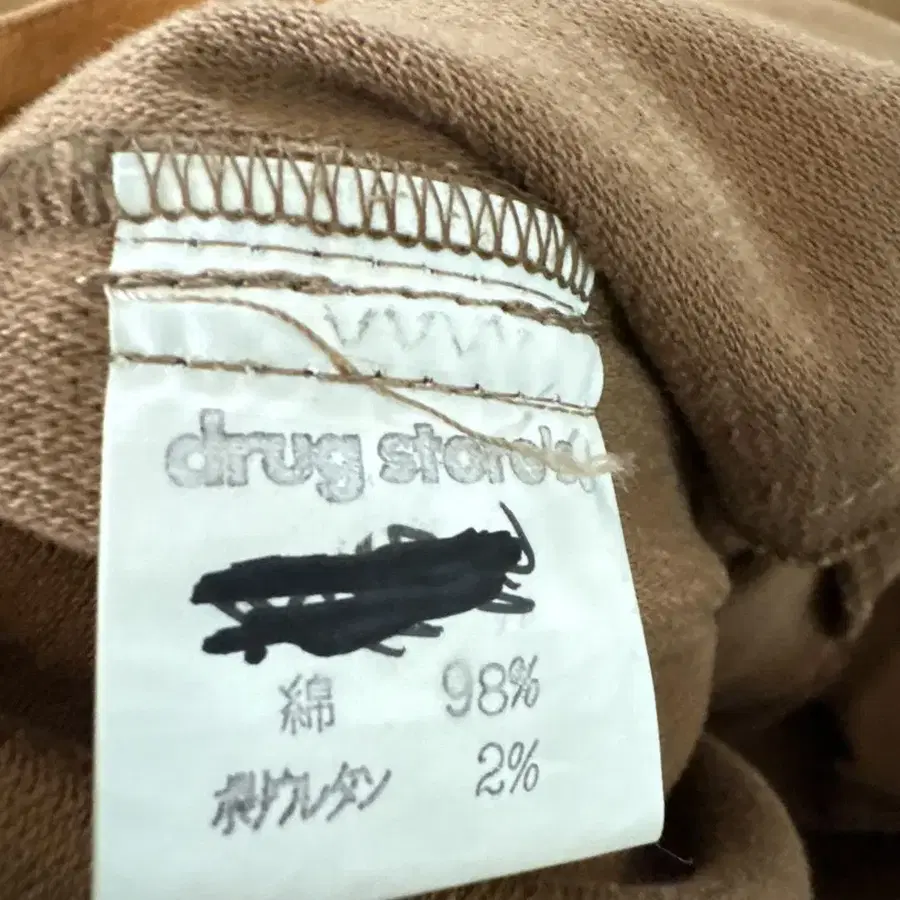 drug store's
綿 98%
ポリウレタン 2%